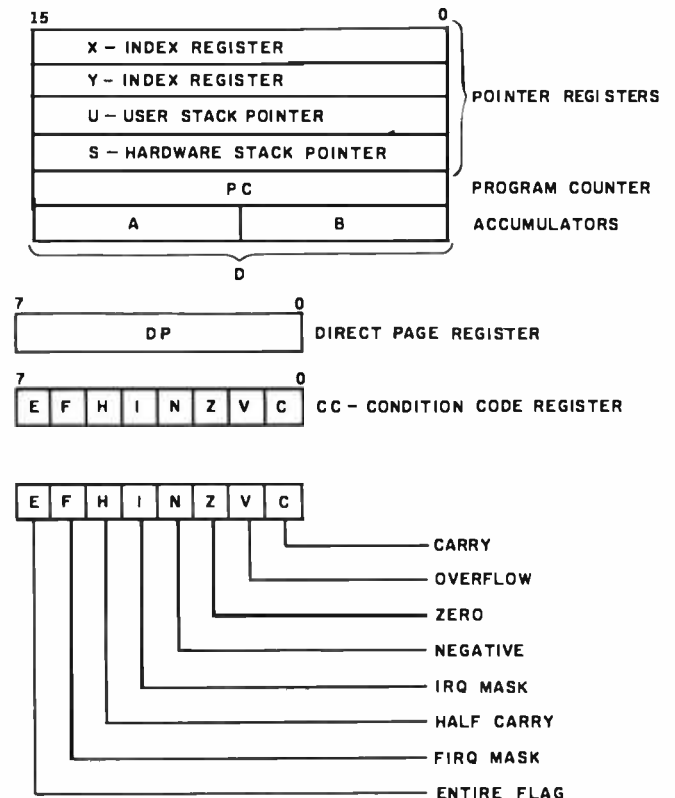 15 0
X – INDEX REGISTER
Y – INDEX REGISTER
U – USER STACK POINTER
S – HARDWARE STACK POINTER
POINTER REGISTERS
PC PROGRAM COUNTER
A B ACCUMULATORS
D
7 0
DP DIRECT PAGE REGISTER
7 0
E F H I N Z V C CC – CONDITION CODE REGISTER
E F H I N Z V C
CARRY
OVERFLOW
ZERO
NEGATIVE
IRQ MASK
HALF CARRY
FIRQ MASK
ENTIRE FLAG